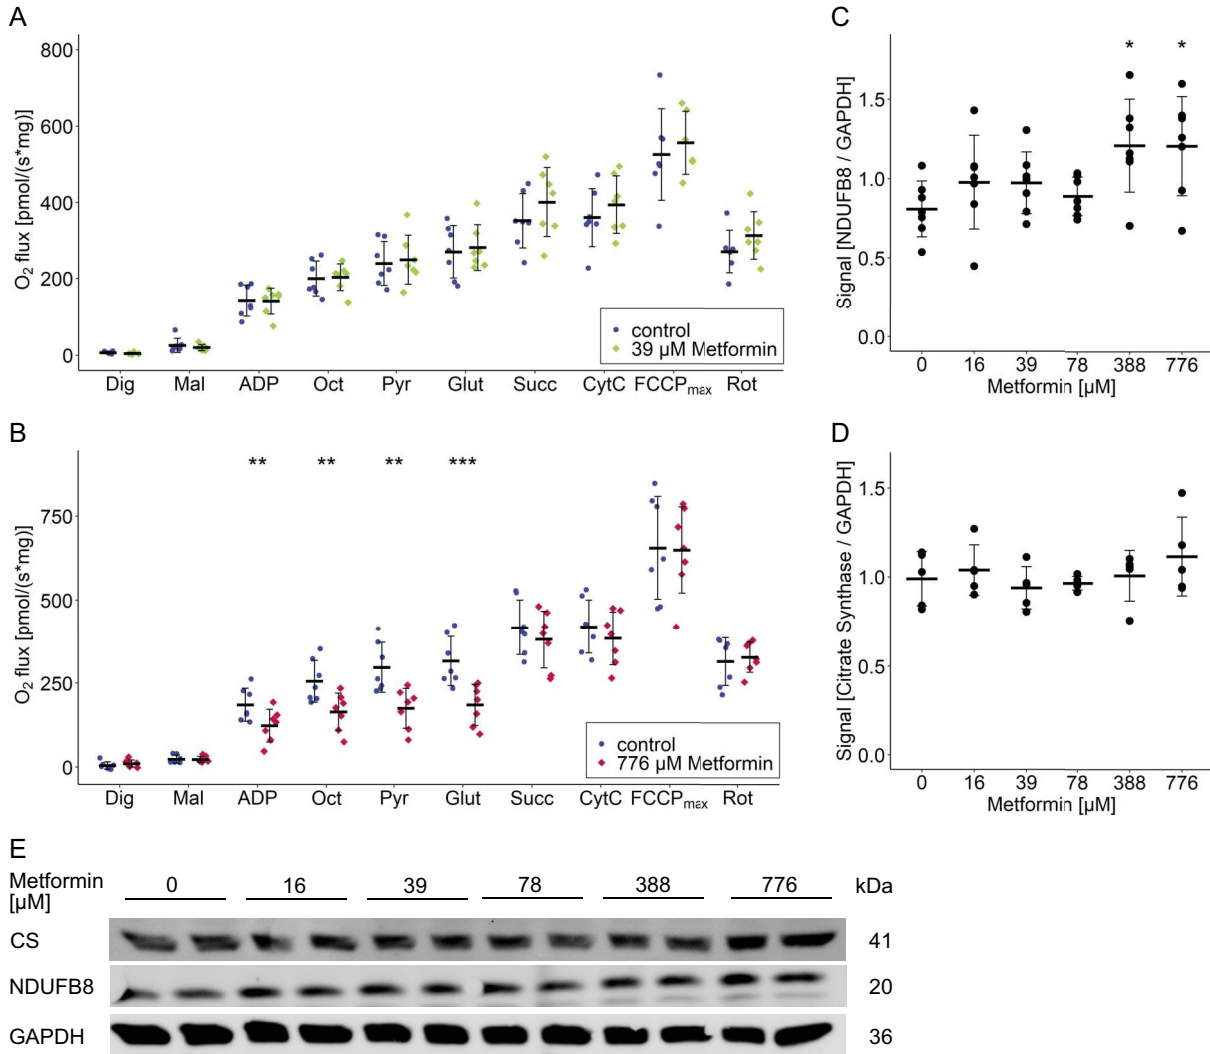 A
O₂ flux [pmol/(s*mg)]
800
600
400
200
0
control
39 µM Metformin
Dig Mal ADP Oct Pyr Glut Succ CytC FCCPmax Rot
B
O₂ flux [pmol/(s*mg)]
750
500
250
0
** ** ** ***
control
776 µM Metformin
Dig Mal ADP Oct Pyr Glut Succ CytC FCCPmax Rot
C
Signal [NDUFB8 / GAPDH]
* *
1.5
1.0
0.5
0.0
0 16 39 78 388 776
Metformin [µM]
D
Signal [Citrate Synthase / GAPDH]
1.5
1.0
0.5
0.0
0 16 39 78 388 776
Metformin [µM]
E
Metformin 0 16 39 78 388 776 kDa
[µM]
CS 41
NDUFB8 20
GAPDH 36